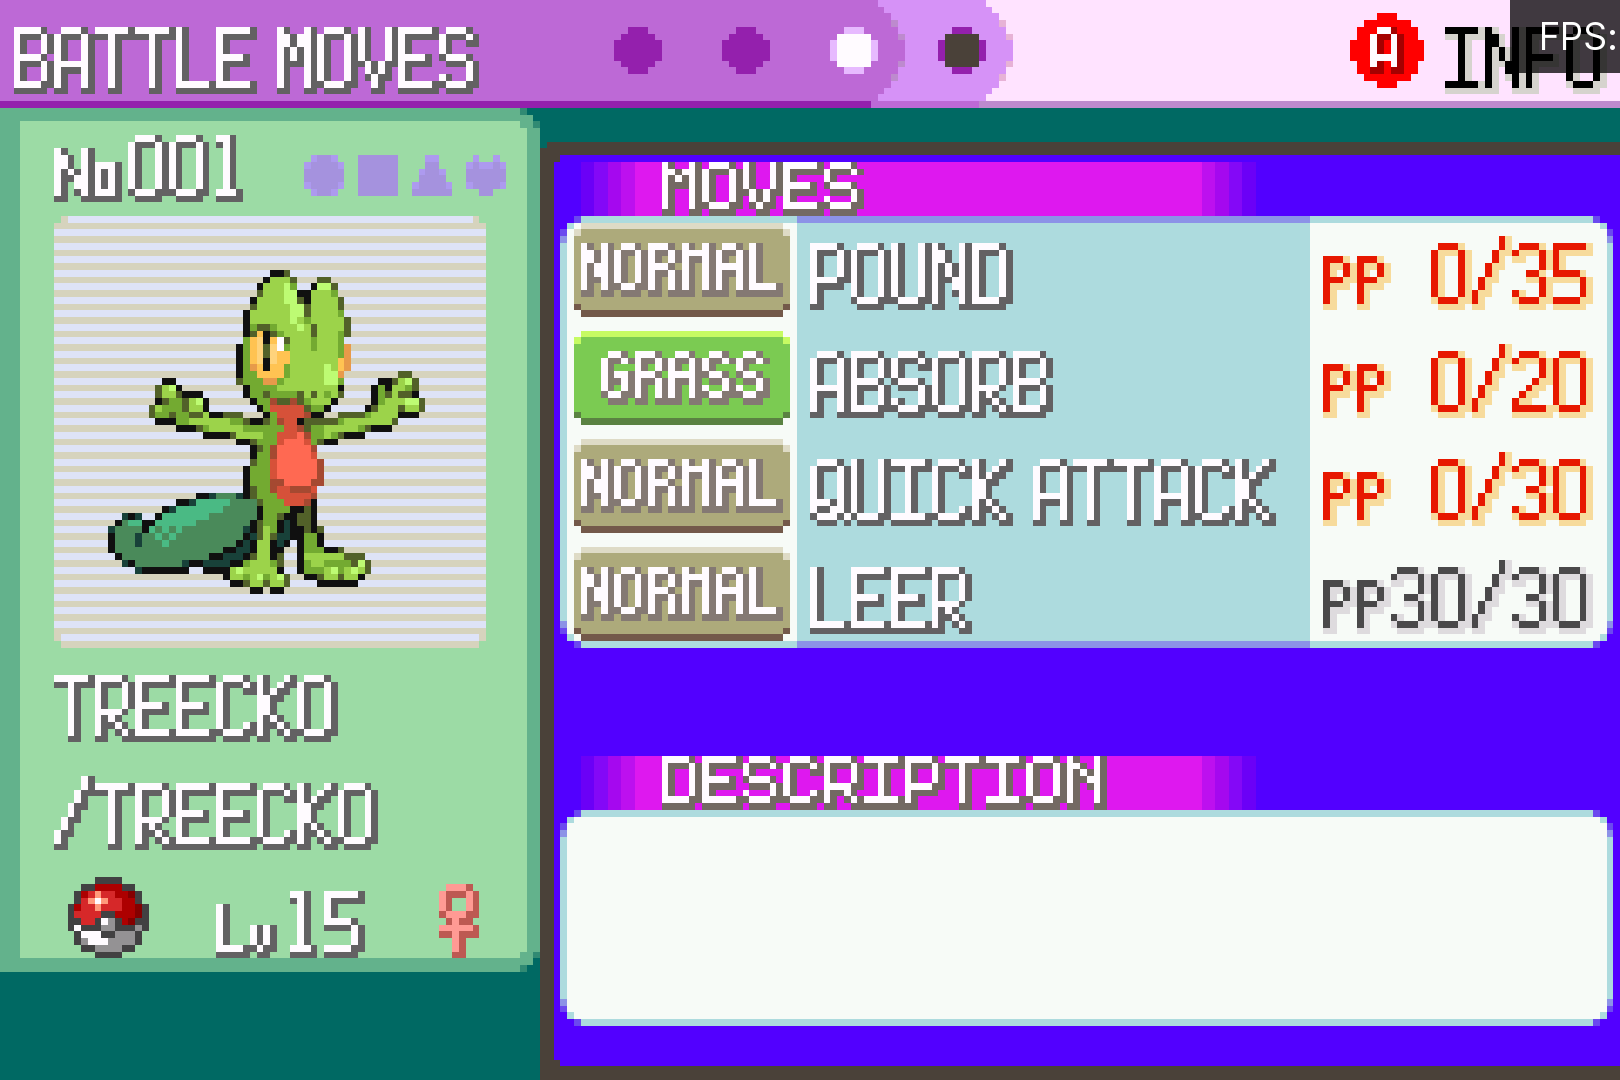 BATTLE MOVES
A INFO
FPS:
No001
MOVES
NORMAL POUND PP 0/35
GRASS ABSORB PP 0/20
NORMAL QUICK ATTACK PP 0/30
NORMAL LEER PP30/30
TREECKO
/TREECKO
Lv15 ♀
DESCRIPTION